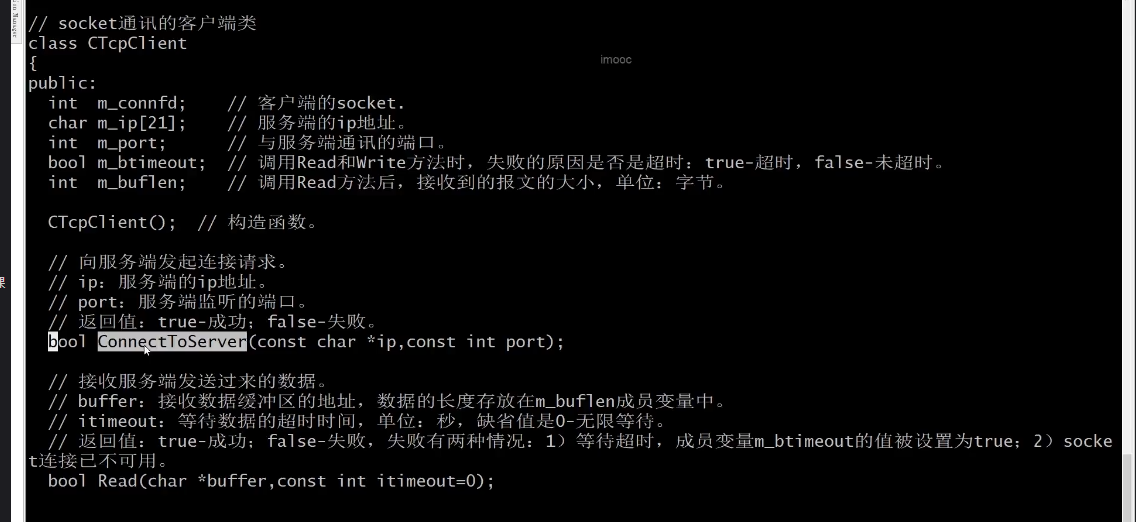 // socket通讯的客户端类
class CTcpClient
{
imooc
public:
int m_connfd; // 客户端的socket.
char m_ip[21]; // 服务端的ip地址。
int m_port; // 与服务端通讯的端口。
bool m_btimeout; // 调用Read和Write方法时，失败的原因是否是超时：true-超时，false-未超时。
int m_buflen; // 调用Read方法后，接收到的报文的大小，单位：字节。
CTcpClient(); // 构造函数。
// 向服务端发起连接请求。
// ip：服务端的ip地址。
// port：服务端监听的端口。
// 返回值：true-成功；false-失败。
bool ConnectToServer(const char *ip,const int port);
// 接收服务端发送过来的数据。
// buffer：接收数据缓冲区的地址，数据的长度存放在m_buflen成员变量中。
// itimeout：等待数据的超时时间，单位：秒，缺省值是0-无限等待。
// 返回值：true-成功；false-失败，失败有两种情况：1）等待超时，成员变量m_btimeout的值被设置为true；2）socke
t连接已不可用。
bool Read(char *buffer,const int itimeout=0);